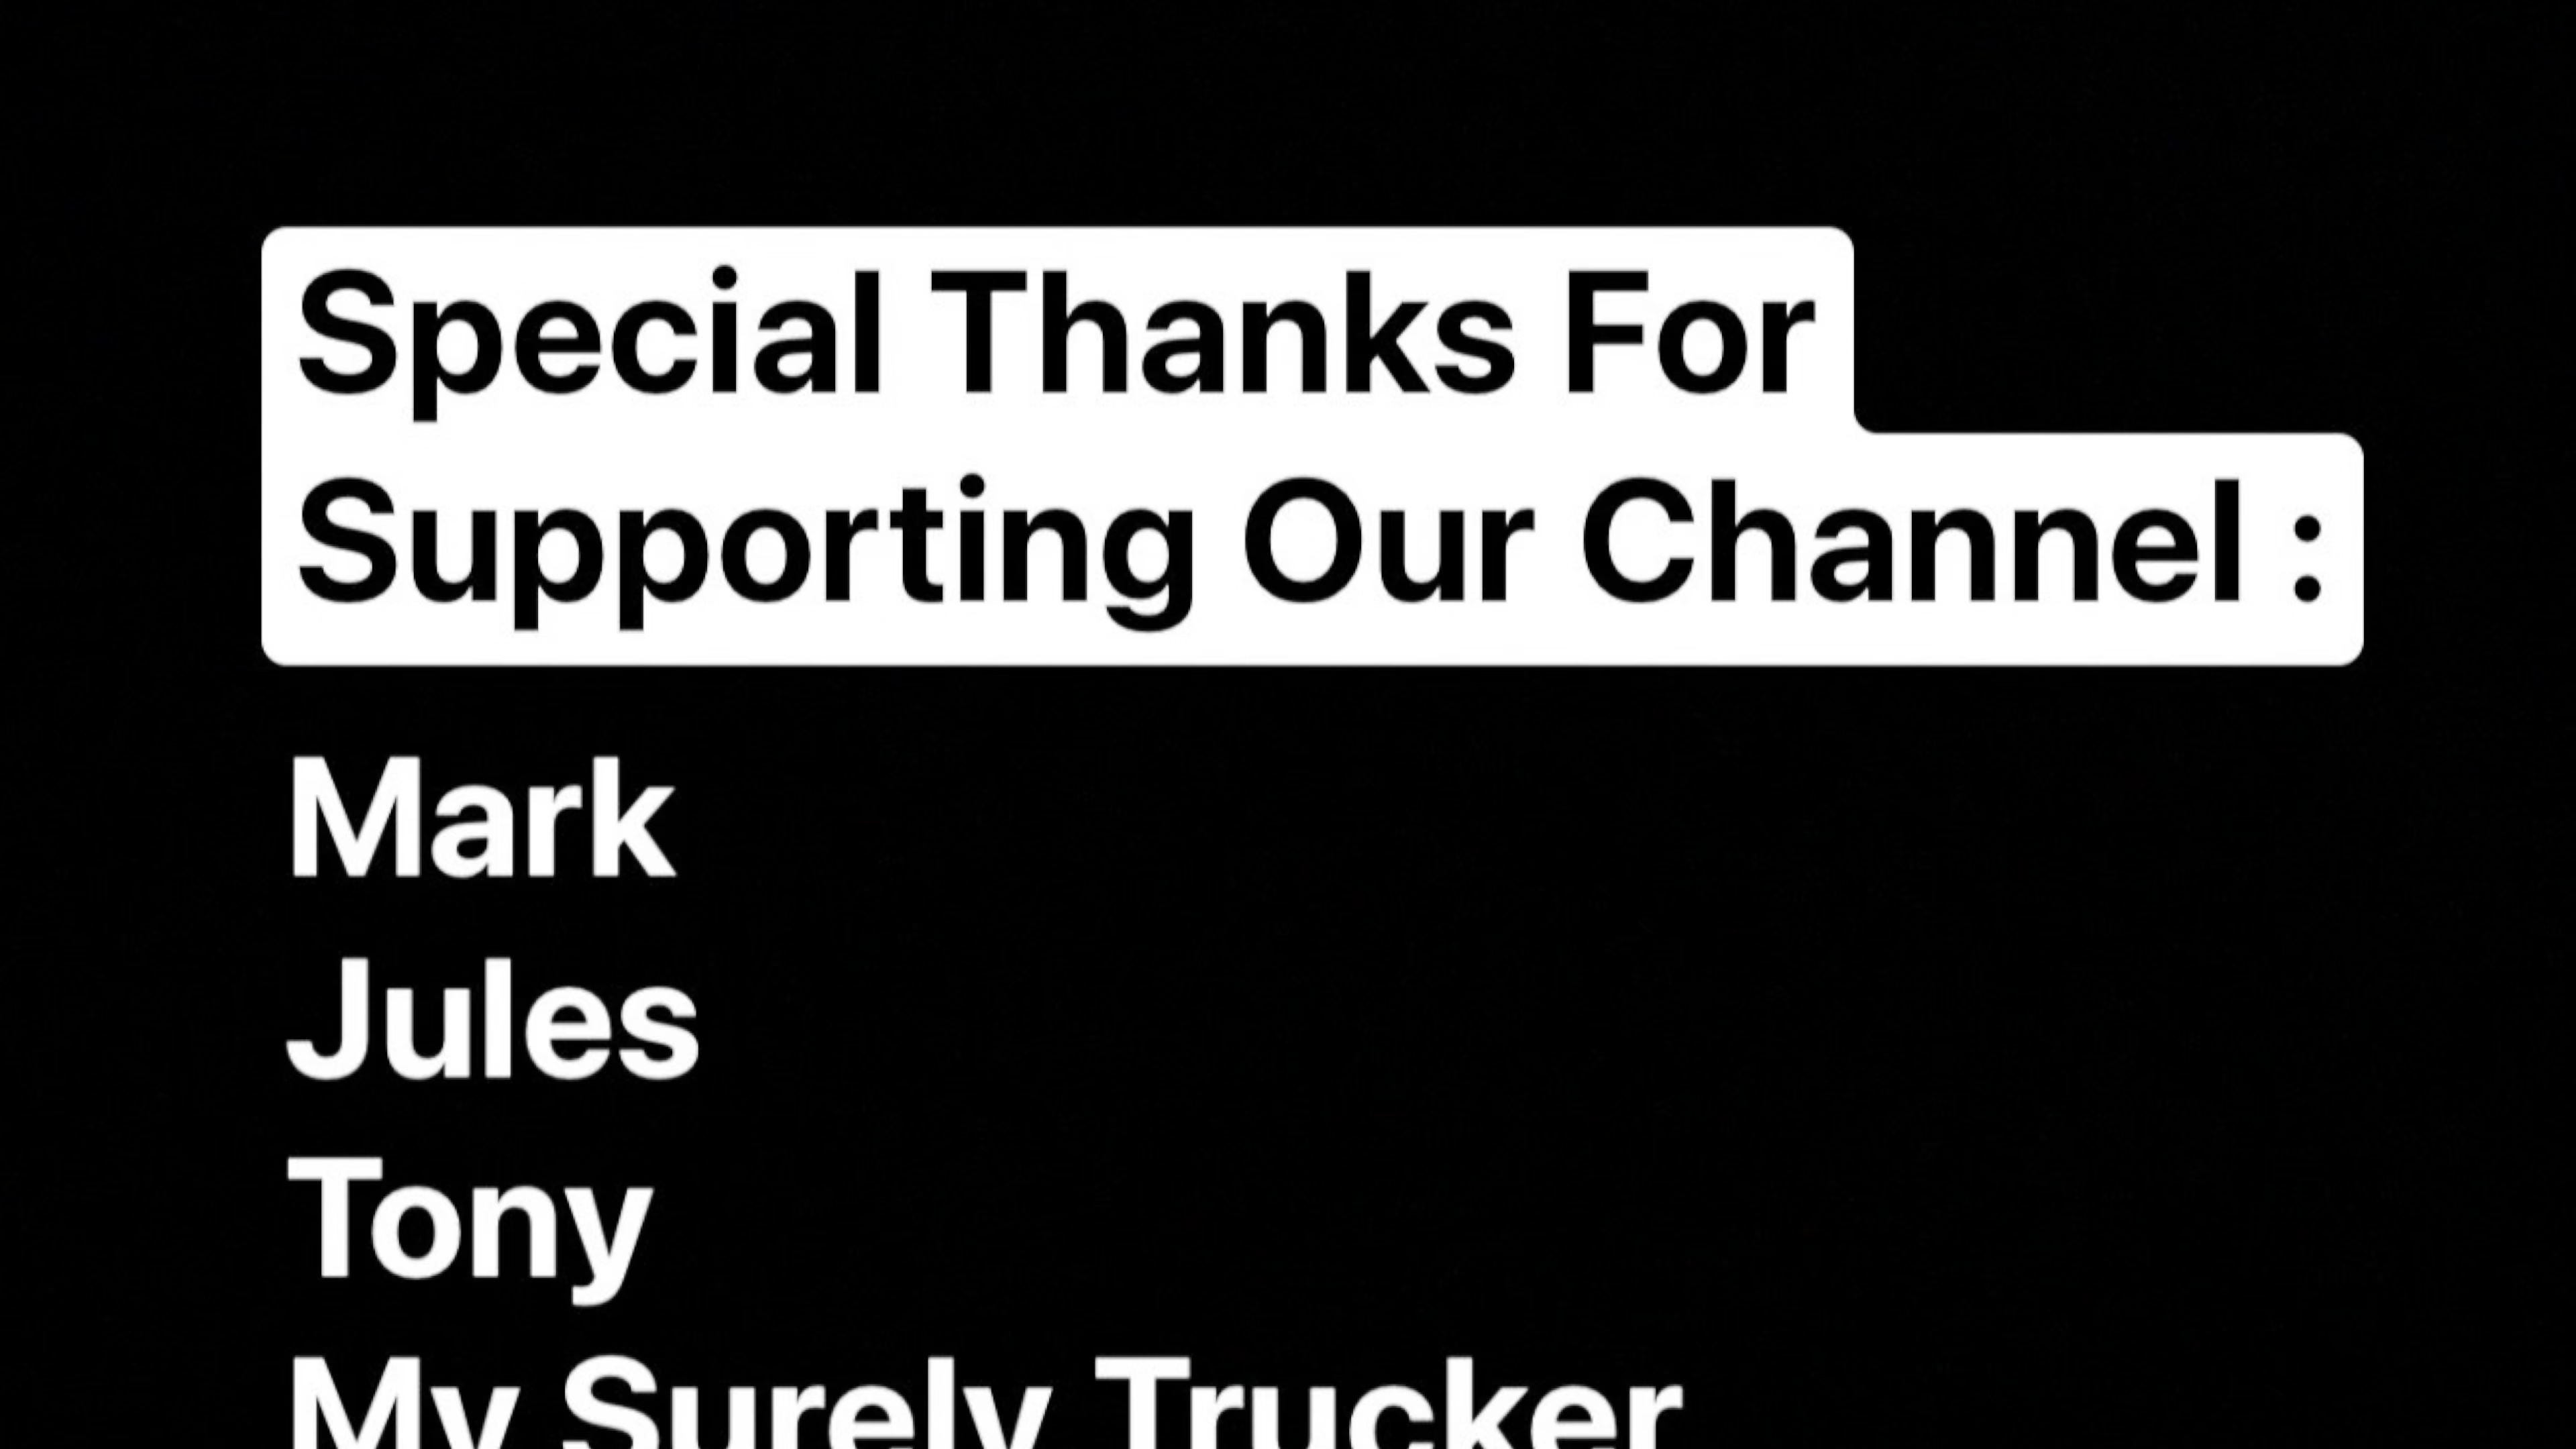 Special Thanks For
Supporting Our Channel :
Mark
Jules
Tony
My Surely Trucker